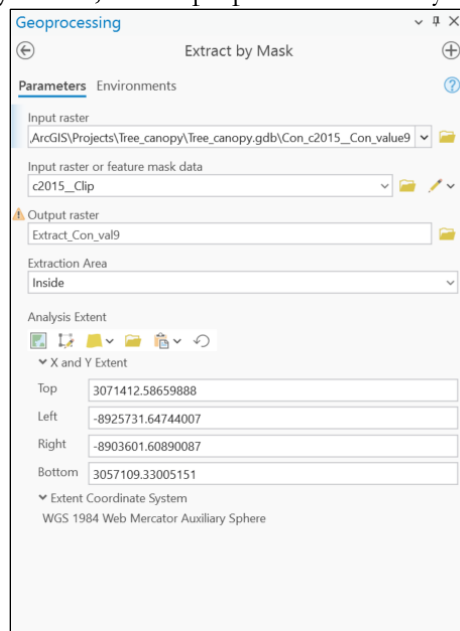 Geoprocessing
Extract by Mask
Parameters Environments
Input raster
ArcGIS\Projects\Tree_canopy\Tree_canopy.gdb\Con_c2015__Con_value9
Input raster or feature mask data
c2015__Clip
Output raster
Extract_Con_val9
Extraction Area
Inside
Analysis Extent
X and Y Extent
Top 3071412.58659888
Left -8925731.64744007
Right -8903601.60890087
Bottom 3057109.33005151
Extent Coordinate System
WGS 1984 Web Mercator Auxiliary Sphere